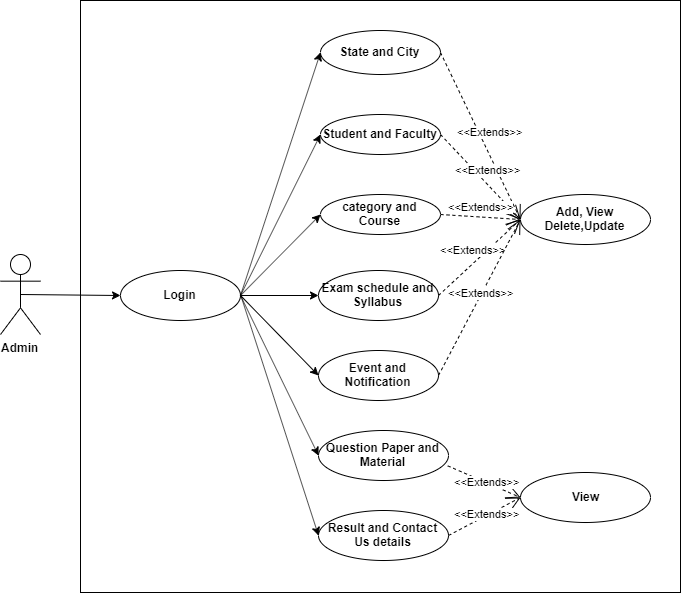 State and City
<<Extends>>
Student and Faculty
<<Extends>>
category and
Course
<<Extends>>
Add, View
Delete,Update
<<Extends>>
Login
Exam schedule and
Syllabus
<<Extends>>
Admin
Event and
Notification
Question Paper and
Material
<<Extends>>
View
<<Extends>>
Result and Contact
Us details